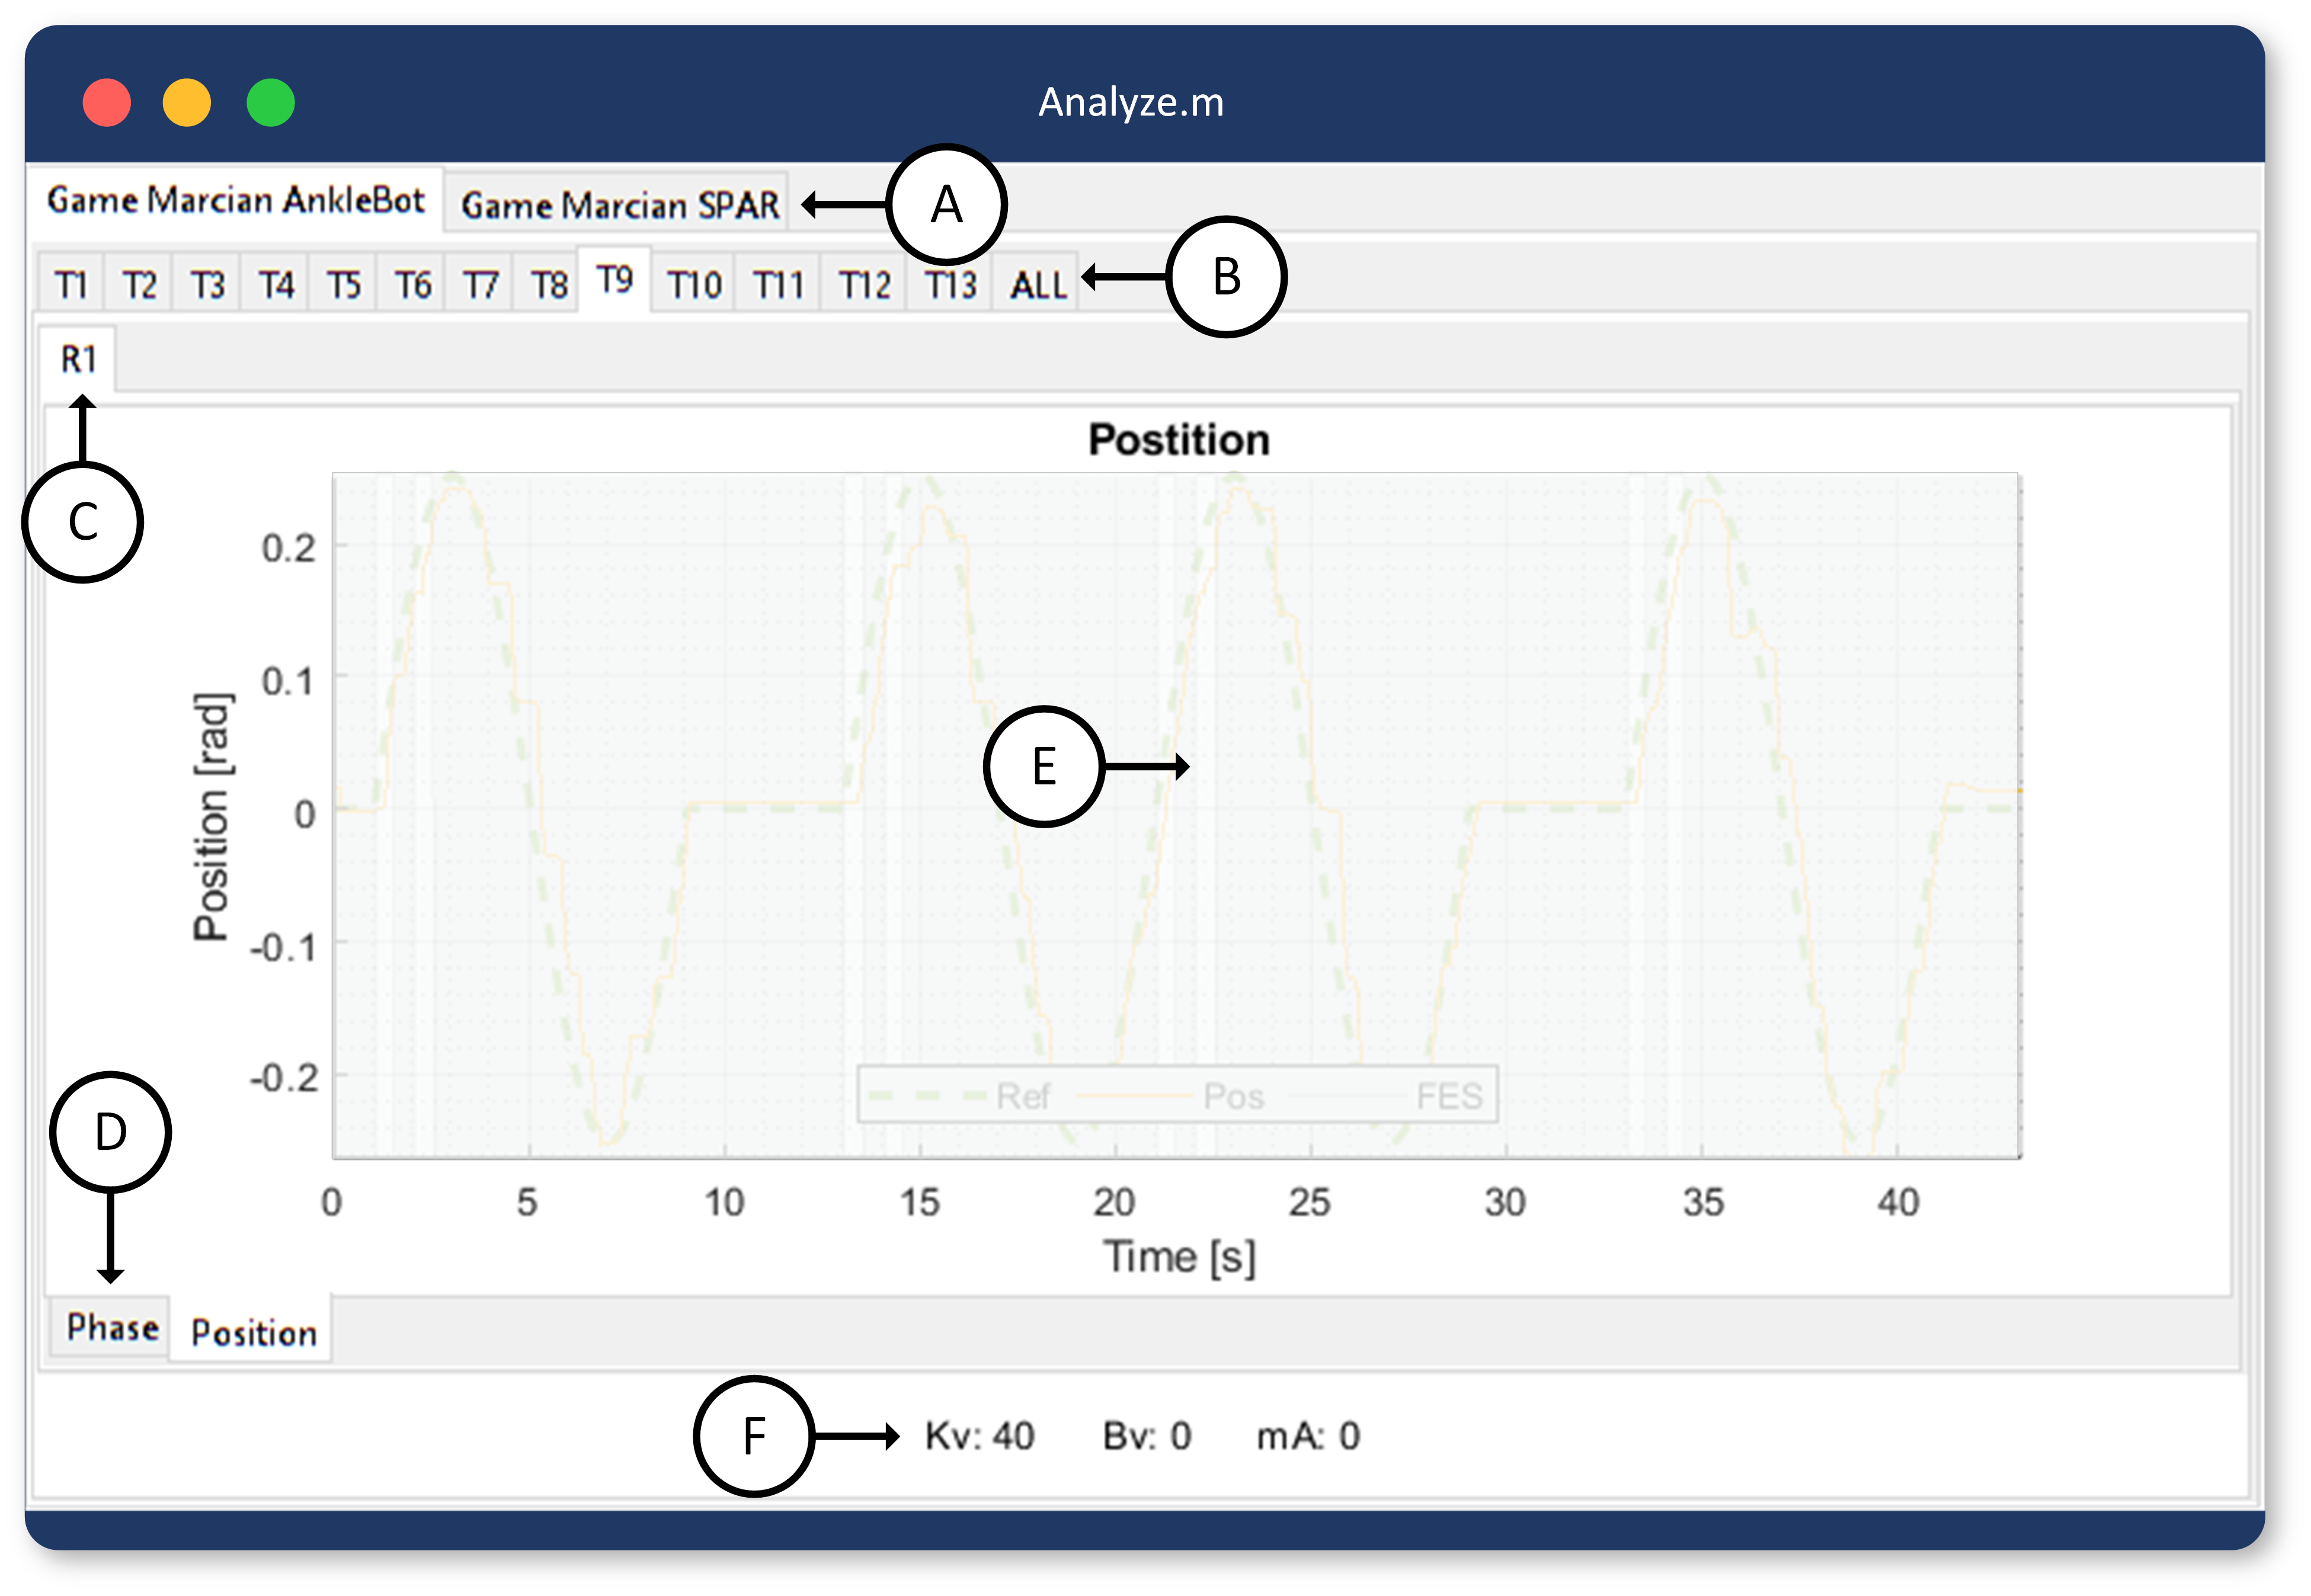 Analyze.m
Game Marcian AnkleBot Game Marcian SPAR A
T1 T2 T3 T4 T5 T6 T7 T8 T9 T10 T11 T12 T13 ALL B
R1
C
Postition
0.2
0.1
0
-0.1
-0.2
Position [rad]
E
D
Ref Pos FES
0 5 10 15 20 25 30 35 40
Time [s]
Phase Position
F Kv: 40 Bv: 0 mA: 0